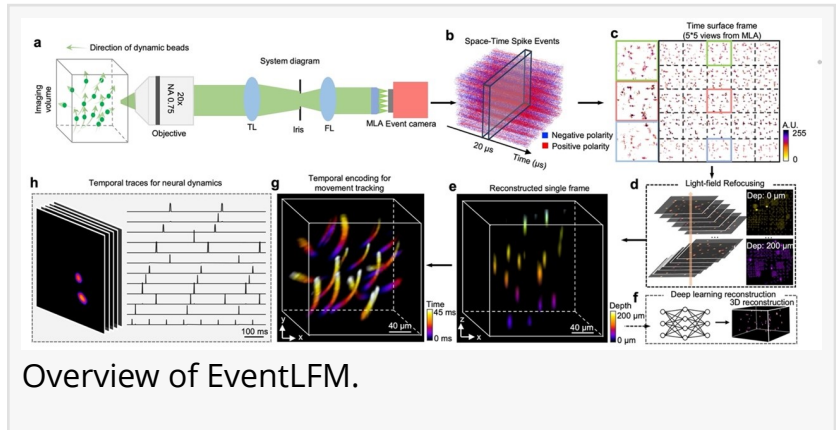 a
Direction of dynamic beads
System diagram
Imaging volume
20x
NA 0.75
Objective
TL
Iris
FL
MLA
Event camera
b
Space-Time Spike Events
20 µs
Time (µs)
Negative polarity
Positive polarity
c
Time surface frame
(5*5 views from MLA)
A.U.
255
0
d
Light-field Refocusing
Dep: 0 µm
...
Dep: 200 µm
e
Reconstructed single frame
z
y
x
40 µm
Depth
200 µm
0 µm
f
Deep learning reconstruction
3D reconstruction
g
Temporal encoding for
movement tracking
y
z
x
40 µm
Time
45 ms
0 ms
h
Temporal traces for neural dynamics
100 ms
Overview of EventLFM.